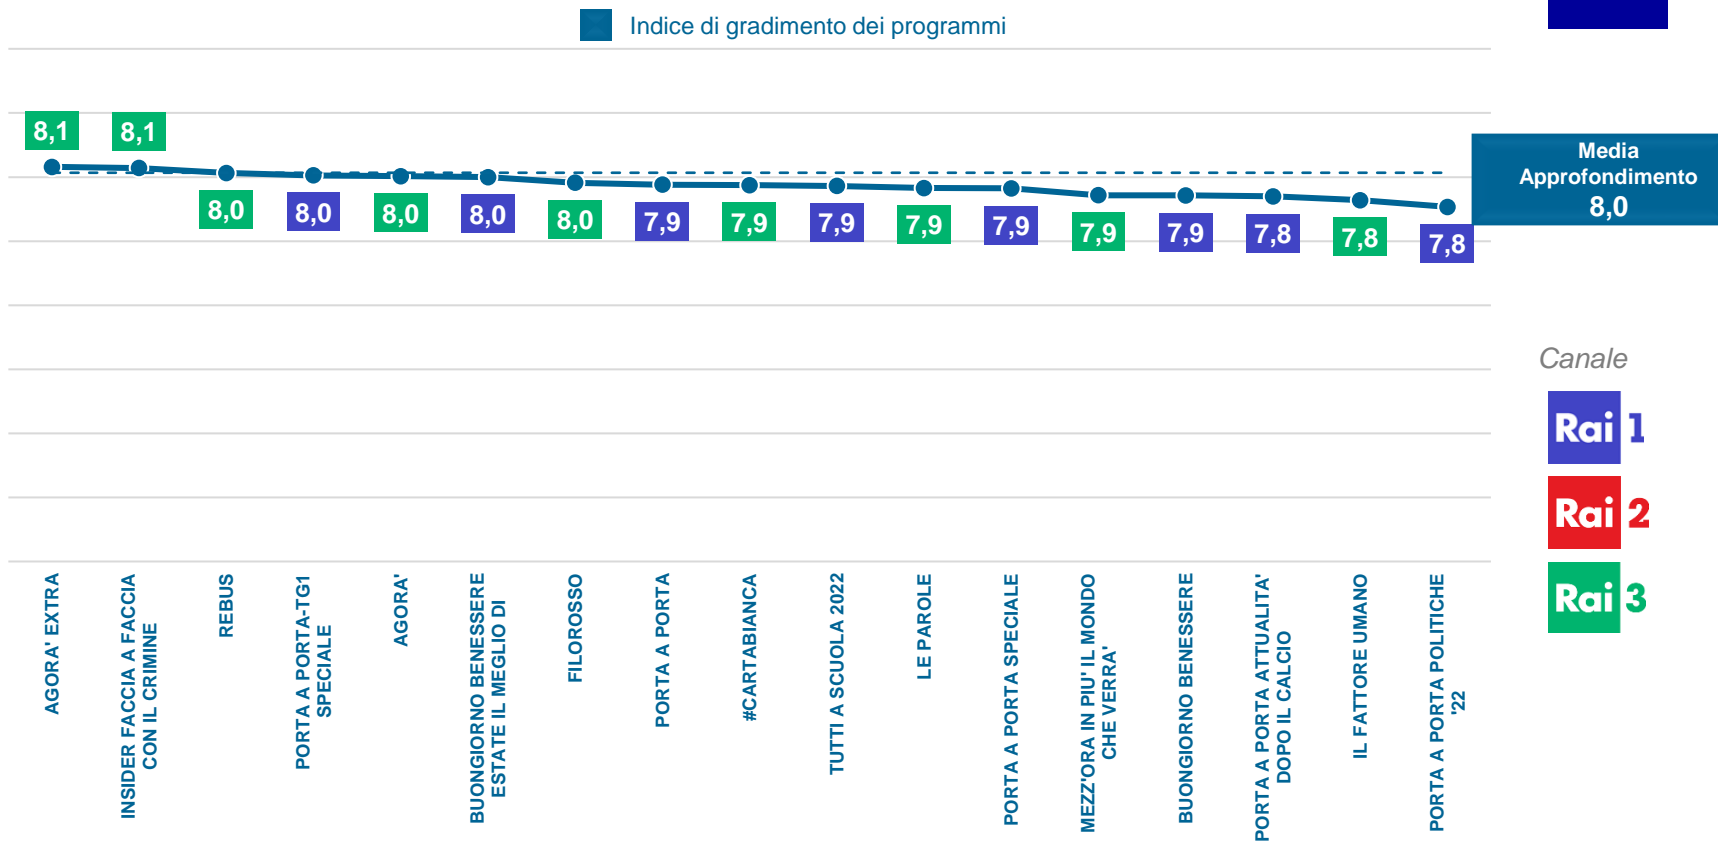 Indice di gradimento dei programmi
8,1
8,1
8,0
8,0
8,0
8,0
8,0
7,9
7,9
7,9
7,9
7,9
7,9
7,9
7,8
7,8
7,8
Media
Approfondimento
8,0
AGORA' EXTRA
INSIDER FACCIA A FACCIA
CON IL CRIMINE
REBUS
PORTA A PORTA-TG1
SPECIALE
AGORA'
BUONGIORNO BENESSERE
ESTATE IL MEGLIO DI
FILOROSSO
PORTA A PORTA
#CARTABIANCA
TUTTI A SCUOLA 2022
LE PAROLE
PORTA A PORTA SPECIALE
MEZZ'ORA IN PIU' IL MONDO
CHE VERRA'
BUONGIORNO BENESSERE
PORTA A PORTA ATTUALITA'
DOPO IL CALCIO
IL FATTORE UMANO
PORTA A PORTA POLITICHE
'22
Canale
Rai 1
Rai 2
Rai 3